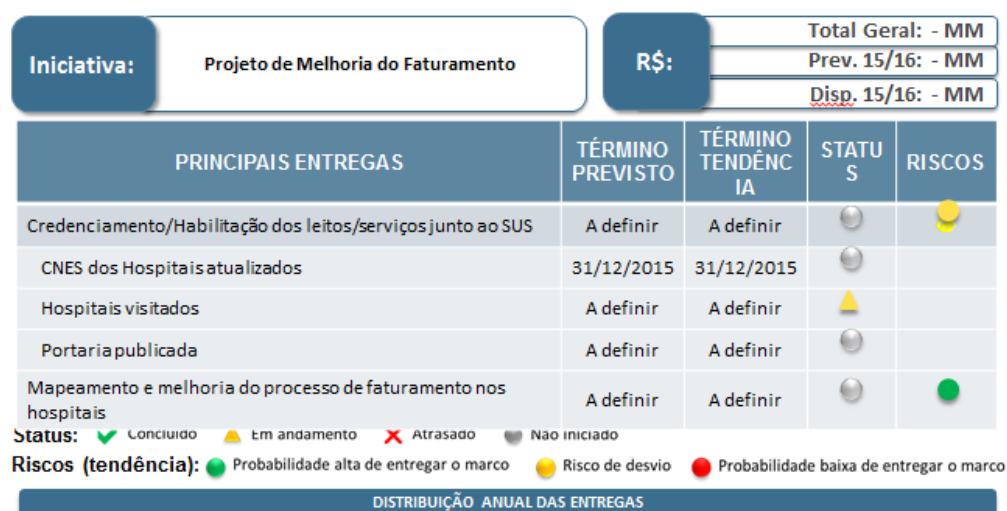 Iniciativa:
Projeto de Melhoria do Faturamento
R$:
Total Geral: - MM
Prev. 15/16: - MM
Disp. 15/16: - MM
PRINCIPAIS ENTREGAS
TÉRMINO
PREVISTO
TÉRMINO
TENDÊNC
IA
STATU
S
RISCOS
Credenciamento/Habilitação dos leitos/serviços junto ao SUS A definir A definir
CNES dos Hospitais atualizados 31/12/2015 31/12/2015
Hospitais visitados A definir A definir
Portaria publicada A definir A definir
Mapeamento e melhoria do processo de faturamento nos
hospitais
A definir A definir
Status: Concluído Em andamento Atrasado Não iniciado
Riscos (tendência): Probabilidade alta de entregar o marco Risco de desvio Probabilidade baixa de entregar o marco
DISTRIBUIÇÃO ANUAL DAS ENTREGAS